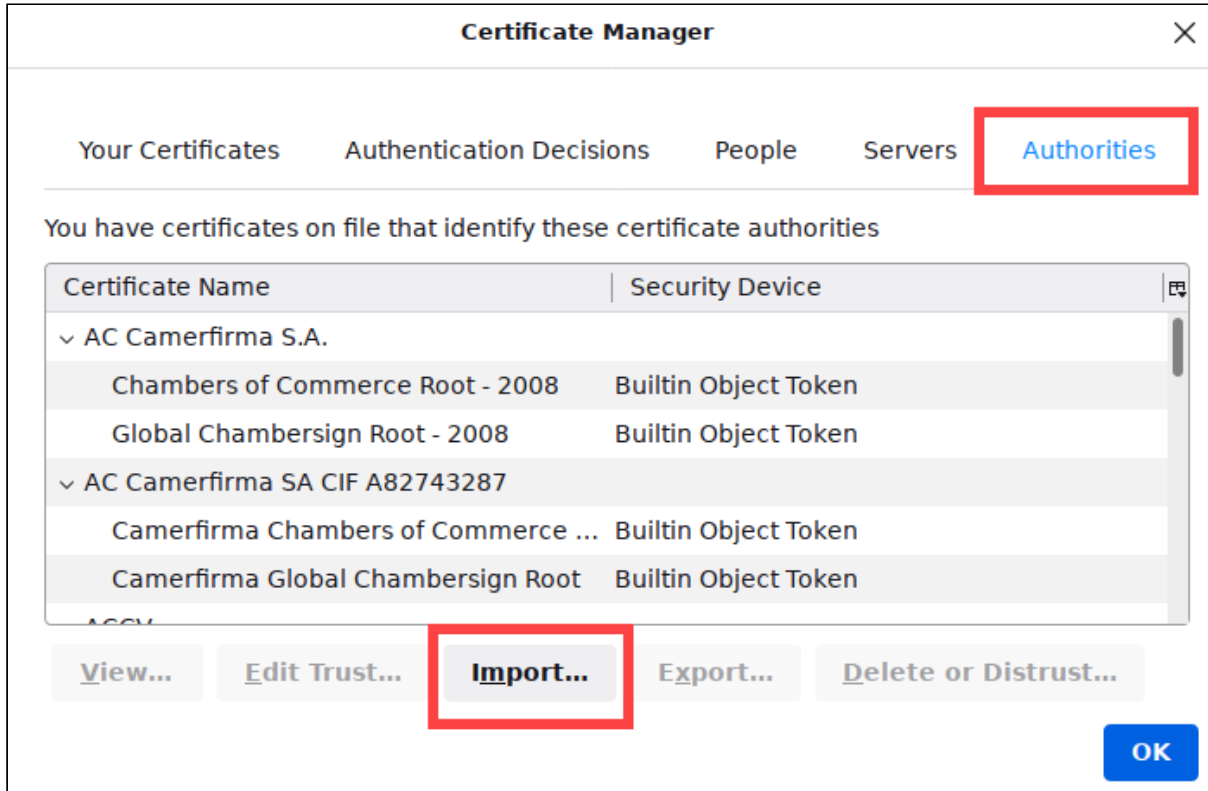 Certificate Manager
Your Certificates Authentication Decisions People Servers Authorities
You have certificates on file that identify these certificate authorities
Certificate Name Security Device
AC Camerfirma S.A.
Chambers of Commerce Root - 2008 Builtin Object Token
Global Chambersign Root - 2008 Builtin Object Token
AC Camerfirma SA CIF A82743287
Camerfirma Chambers of Commerce ... Builtin Object Token
Camerfirma Global Chambersign Root Builtin Object Token
View... Edit Trust... Import... Export... Delete or Distrust...
OK